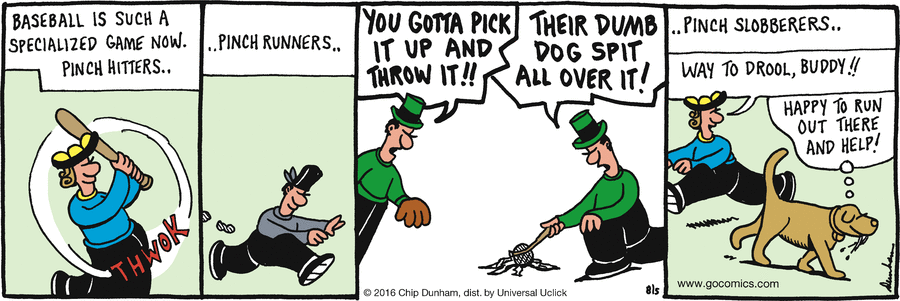 BASEBALL IS SUCH A
SPECIALIZED GAME NOW.
PINCH HITTERS..
THWOK
..PINCH RUNNERS..
YOU GOTTA PICK
IT UP AND
THROW IT!!
THEIR DUMB
DOG SPIT
ALL OVER IT!
..PINCH SLOBBERERS..
WAY TO DROOL, BUDDY!!
HAPPY TO RUN
OUT THERE
AND HELP!
8/5
www.gocomics.com
© 2016 Chip Dunham, dist. by Universal Uclick